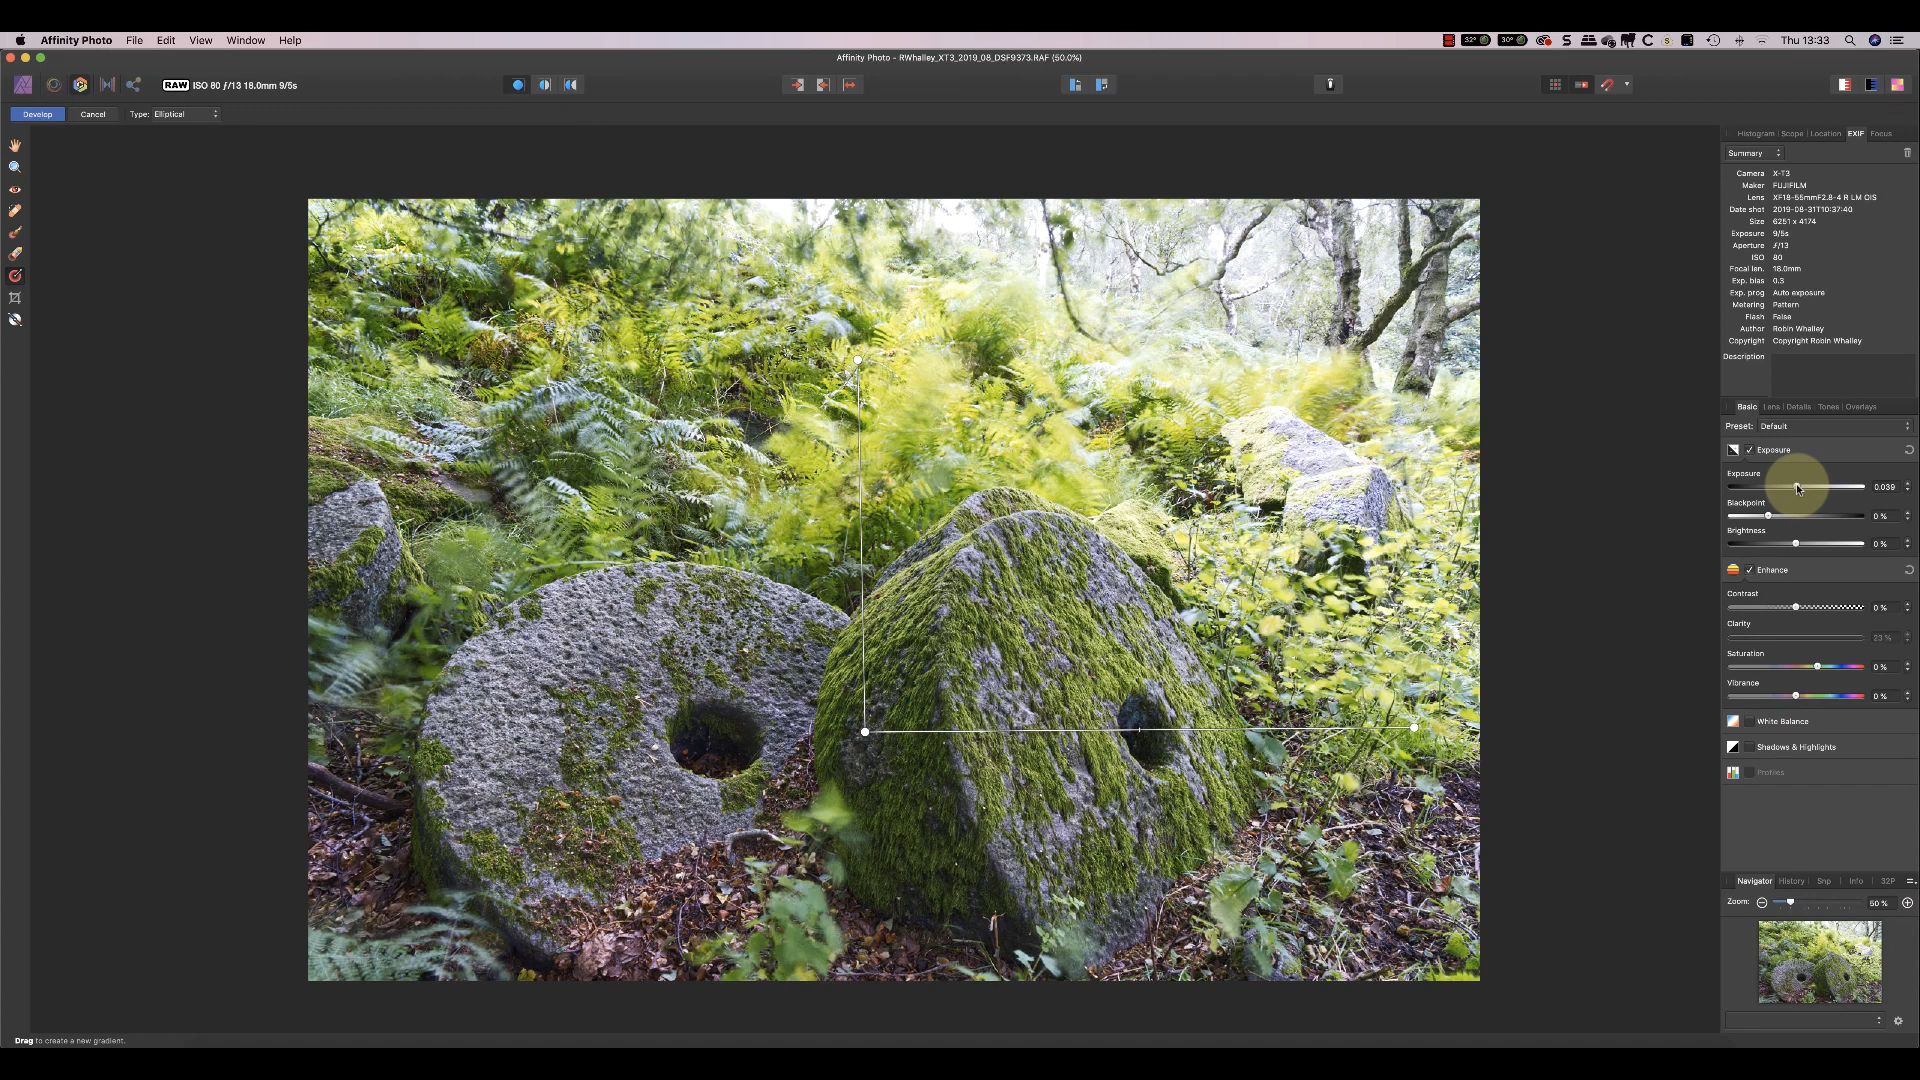 Affinity Photo File Edit View Window Help
32° 30° Thu 13:33
Affinity Photo - RWhalley_XT3_2019_08_DSF9373.RAF (50.0%)
RAW ISO 80 ƒ/13 18.0mm 9/5s
Develop Cancel Type: Elliptical
Histogram Scope Location EXIF Focus
Summary
Camera X-T3
Maker FUJIFILM
Lens XF18-55mmF2.8-4 R LM OIS
Date shot 2019-08-31T10:37:40
Size 6251 x 4174
Exposure 9/5s
Aperture ƒ/13
ISO 80
Focal len. 18.0mm
Exp. bias 0.3
Exp. prog Auto exposure
Metering Pattern
Flash False
Author Robin Whalley
Copyright Copyright Robin Whalley
Description
Basic Lens Details Tones Overlays
Preset: Default
Exposure
Exposure
0.039
Blackpoint
0 %
Brightness
0 %
Enhance
Contrast
0 %
Clarity
23 %
Saturation
0 %
Vibrance
0 %
White Balance
Shadows & Highlights
Profiles
Navigator History Snp Info 32P
Zoom: 50 %
Drag to create a new gradient.